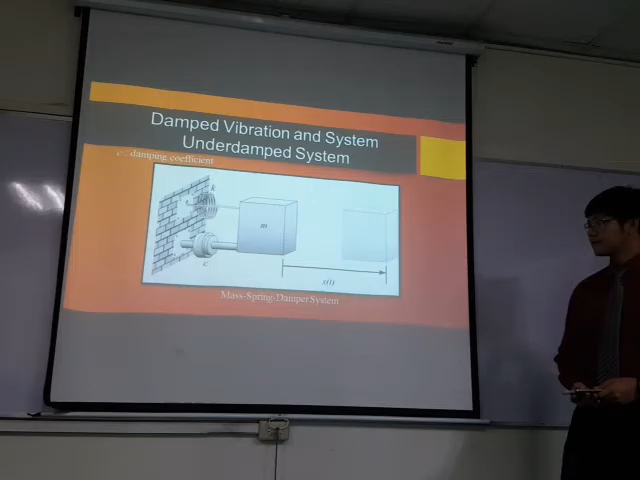 Damped Vibration and System
Underdamped System
c... damping coefficient
k
m
c
x(t)
Mass-Spring-Damper System